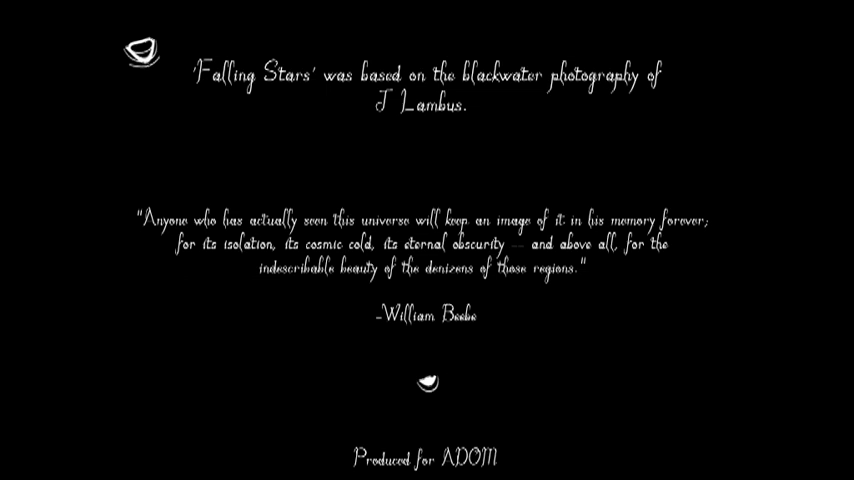 'Falling Stars' was based on the blackwater photography of
J Lambus.
"Anyone who has actually seen this universe will keep an image of it in his memory forever;
for its isolation, its cosmic cold, its eternal obscurity -- and above all, for the
indescribable beauty of the denizens of those regions."
-William Beebe
Produced for ADOM